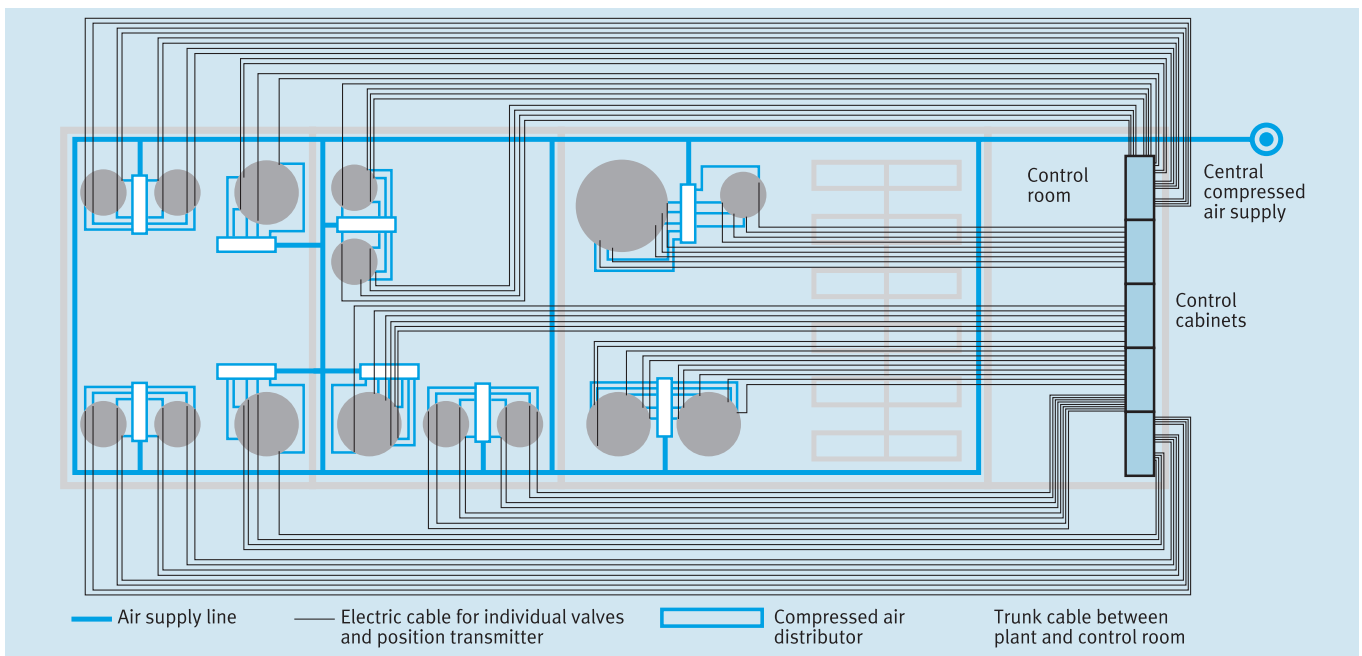 Control
room
Central
compressed
air supply
Control
cabinets
Air supply line
Electric cable for individual valves
and position transmitter
Compressed air
distributor
Trunk cable between
plant and control room